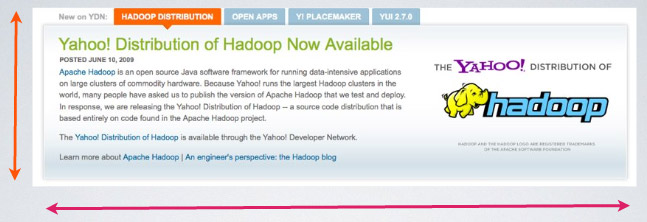 New on YDN: HADOOP DISTRIBUTION OPEN APPS Y! PLACEMAKER YUI 2.7.0
Yahoo! Distribution of Hadoop Now Available
POSTED JUNE 10, 2009
Apache Hadoop is an open source Java software framework for running data-intensive applications
on large clusters of commodity hardware. Because Yahoo! runs the largest Hadoop clusters in the
world, many people have asked us to publish the version of Apache Hadoop that we test and deploy.
In response, we are releasing the Yahoo! Distribution of Hadoop -- a source code distribution that is
based entirely on code found in the Apache Hadoop project.
The Yahoo! Distribution of Hadoop is available through the Yahoo! Developer Network.
Learn more about Apache Hadoop | An engineer's perspective: the Hadoop blog
THE YAHOO! DISTRIBUTION OF
hadoop
HADOOP AND THE HADOOP LOGO ARE REGISTERED TRADEMARKS
OF THE APACHE SOFTWARE FOUNDATION